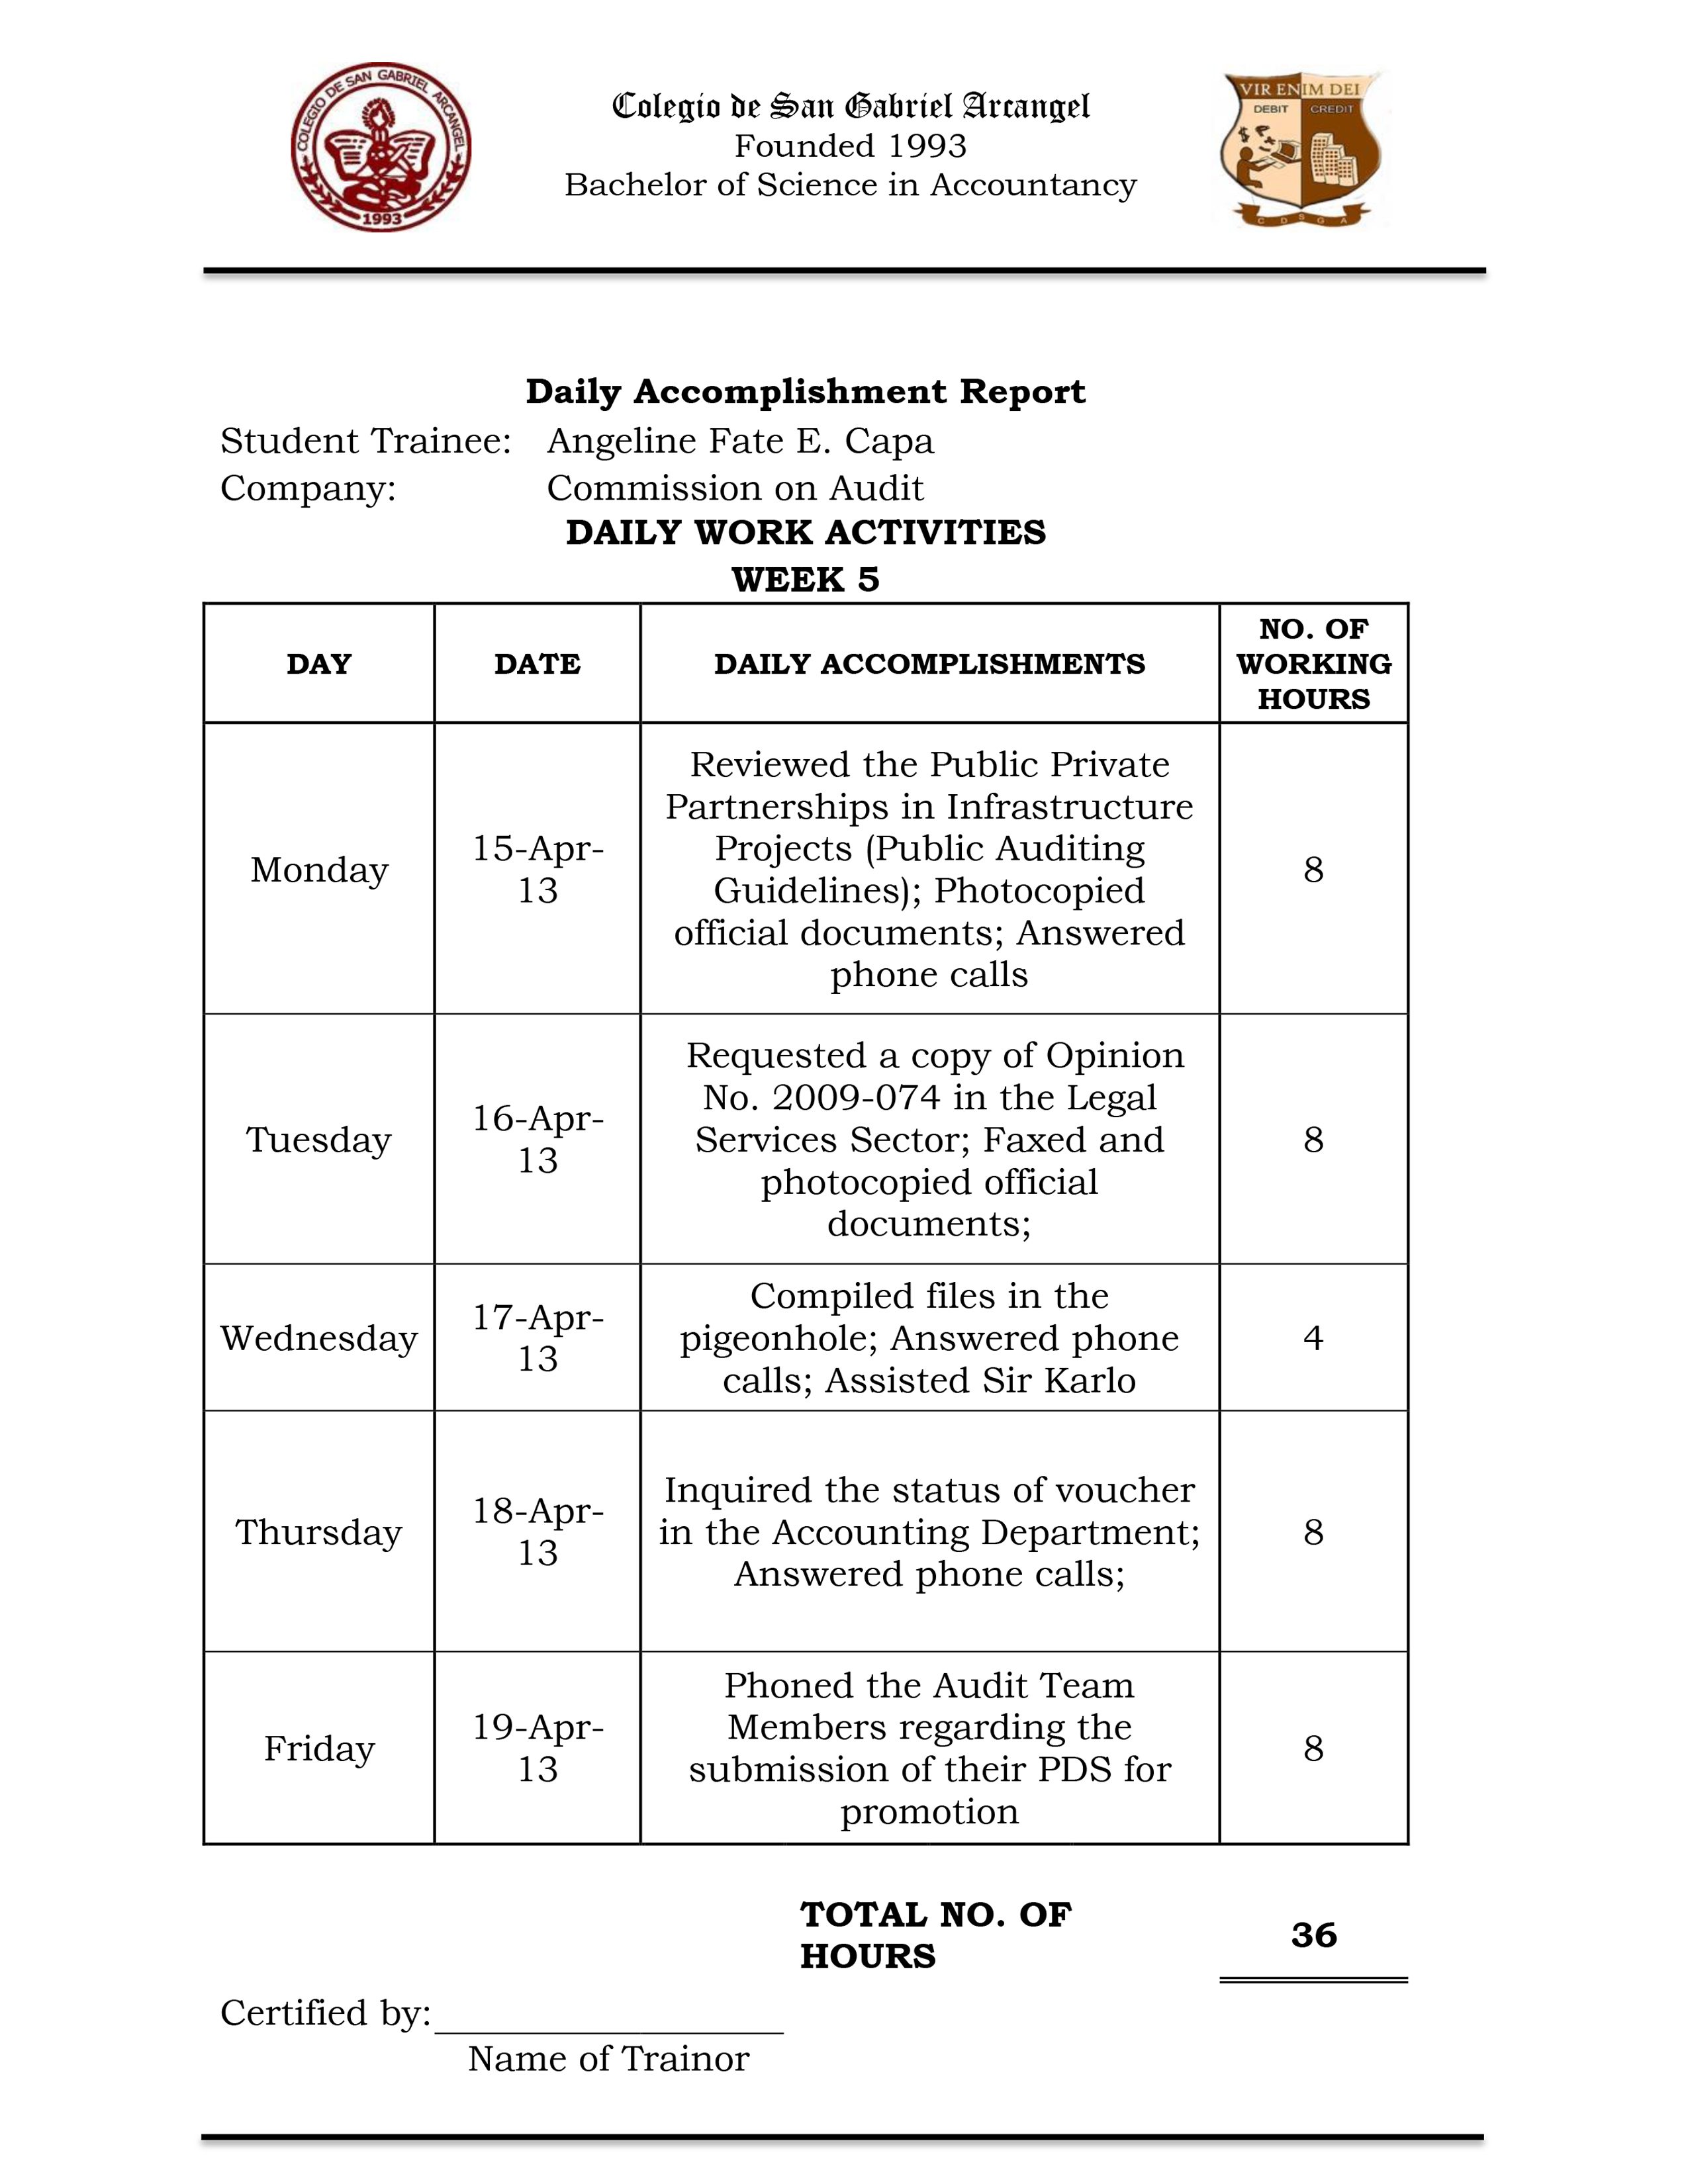 COLEGIO DE SAN GABRIEL ARCANGEL
1993
Colegio de San Gabriel Arcangel
Founded 1993
Bachelor of Science in Accountancy
VIR ENIM DEI
DEBIT CREDIT
C D S G A
Daily Accomplishment Report
Student Trainee: Angeline Fate E. Capa
Company: Commission on Audit
DAILY WORK ACTIVITIES
WEEK 5
DAY DATE DAILY ACCOMPLISHMENTS NO. OF
WORKING
HOURS
Monday 15-Apr-
13
Reviewed the Public Private
Partnerships in Infrastructure
Projects (Public Auditing
Guidelines); Photocopied
official documents; Answered
phone calls
8
Tuesday 16-Apr-
13
Requested a copy of Opinion
No. 2009-074 in the Legal
Services Sector; Faxed and
photocopied official
documents;
8
Wednesday 17-Apr-
13
Compiled files in the
pigeonhole; Answered phone
calls; Assisted Sir Karlo
4
Thursday 18-Apr-
13
Inquired the status of voucher
in the Accounting Department;
Answered phone calls;
8
Friday 19-Apr-
13
Phoned the Audit Team
Members regarding the
submission of their PDS for
promotion
8
TOTAL NO. OF
HOURS
36
Certified by:
Name of Trainor